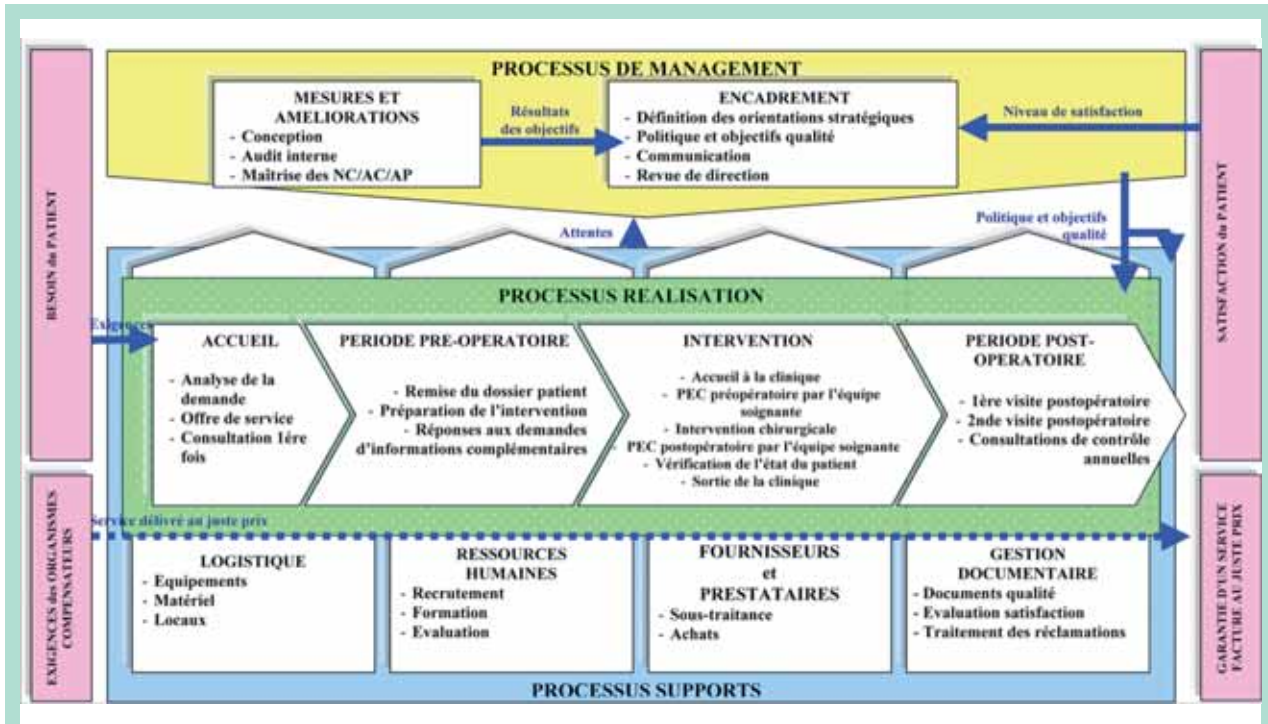 PROCESSUS DE MANAGEMENT
MESURES ET
AMELIORATIONS
- Conception
- Audit interne
- Maîtrise des NC/AC/AP
Résultats
des objectifs
ENCADREMENT
- Définition des orientations stratégiques
- Politique et objectifs qualité
- Communication
- Revue de direction
Niveau de satisfaction
BESOIN du PATIENT
SATISFACTION du PATIENT
Attentes
Politique et objectifs
qualité
PROCESSUS REALISATION
Exigences
ACCUEIL
- Analyse de la
demande
- Offre de service
- Consultation 1ére
fois
PERIODE PRE-OPERATOIRE
- Remise du dossier patient
- Préparation de l'intervention
- Réponses aux demandes
d'informations complémentaires
INTERVENTION
- Accueil à la clinique
- PEC préopératoire par l'équipe
soignante
- Intervention chirurgicale
PEC postopératoire par l'équipe soignante
- Vérification de l'état du patient
- Sortie de la clinique
PERIODE POST-
OPERATOIRE
- 1ère visite postopératoire
- 2nde visite postopératoire
- Consultations de contrôle
annuelles
Service délivré au juste prix
EXIGENCES des ORGANISMES
COMPENSATEURS
GARANTIE D'UN SERVICE
FACTURE AU JUSTE PRIX
LOGISTIQUE
- Equipements
- Matériel
- Locaux
RESSOURCES
HUMAINES
- Recrutement
- Formation
- Evaluation
FOURNISSEURS
et
PRESTATAIRES
- Sous-traitance
- Achats
GESTION
DOCUMENTAIRE
- Documents qualité
- Evaluation satisfaction
- Traitement des réclamations
PROCESSUS SUPPORTS